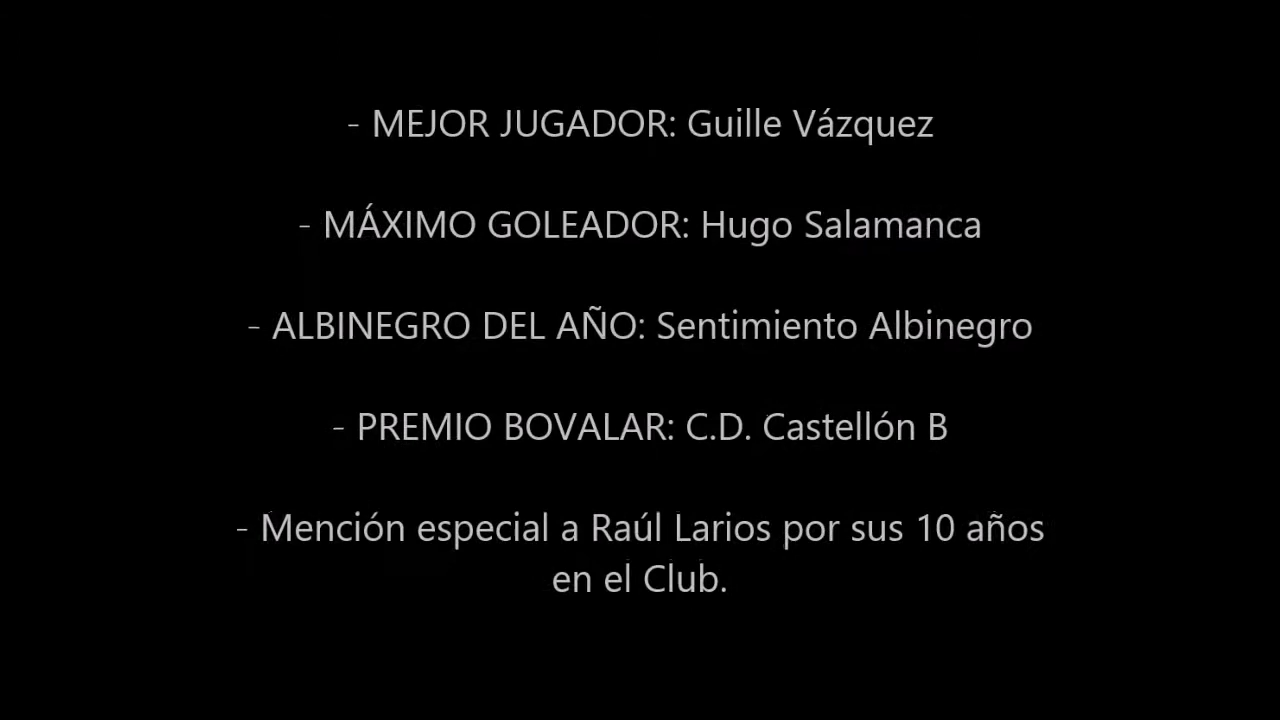 - MEJOR JUGADOR: Guille Vázquez
- MÁXIMO GOLEADOR: Hugo Salamanca
- ALBINEGRO DEL AÑO: Sentimiento Albinegro
- PREMIO BOVALAR: C.D. Castellón B
- Mención especial a Raúl Larios por sus 10 años
en el Club.